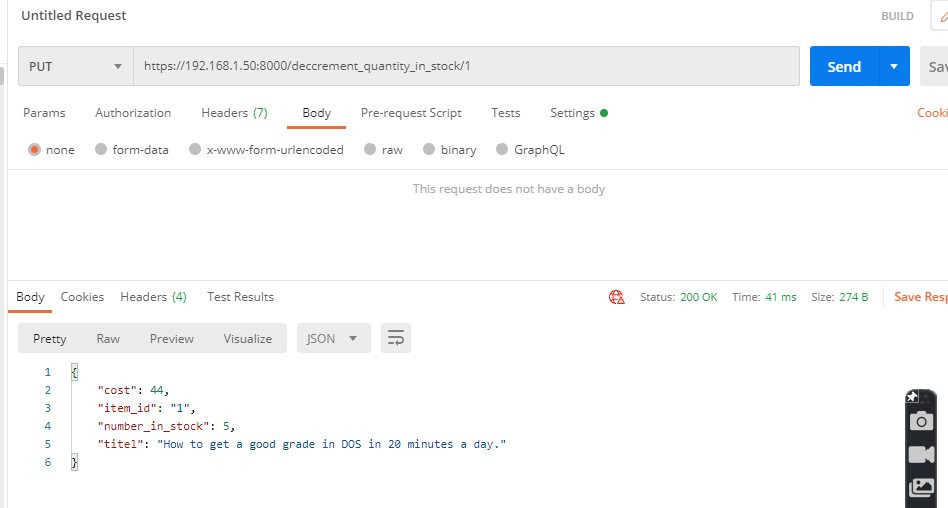 Untitled Request BUILD
PUT https://192.168.1.50:8000/deccrement_quantity_in_stock/1 Send
Params Authorization Headers (7) Body Pre-request Script Tests Settings
none form-data x-www-form-urlencoded raw binary GraphQL
This request does not have a body
Body Cookies Headers (4) Test Results Status: 200 OK Time: 41 ms Size: 274 B Save
Pretty Raw Preview Visualize JSON
1 {
2 "cost": 44,
3 "item_id": "1",
4 "number_in_stock": 5,
5 "titel": "How to get a good grade in DOS in 20 minutes a day."
6 }